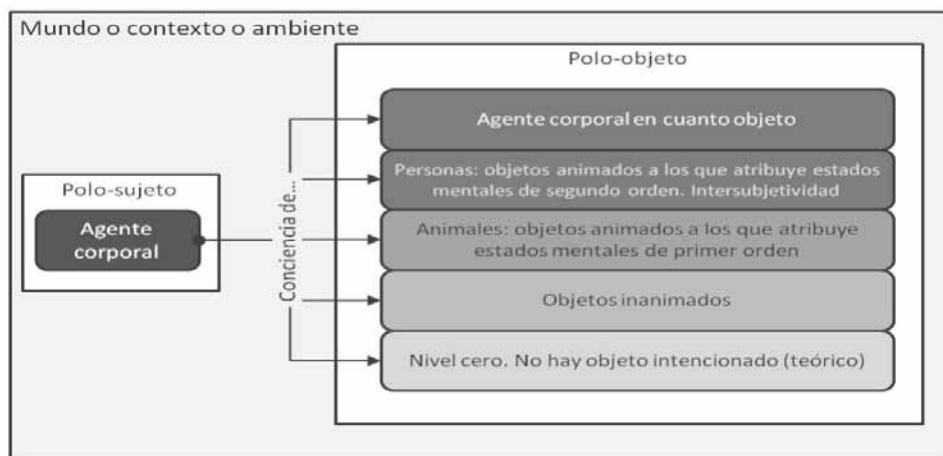 Mundo o contexto o ambiente
Polo-objeto
Agente corporal en cuanto objeto
Personas: objetos animados a los que atribuye estados
mentales de segundo orden. Intersubjetividad
Polo-sujeto
Agente
corporal
Conciencia de...
Animales: objetos animados a los que atribuye
estados mentales de primer orden
Objetos inanimados
Nivel cero. No hay objeto intencionado (teórico)